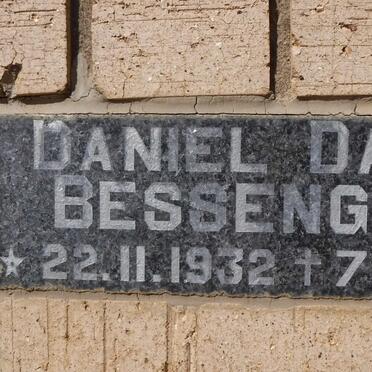 DANIEL DA
BESSENG
☆ 22.11.1932 † 7